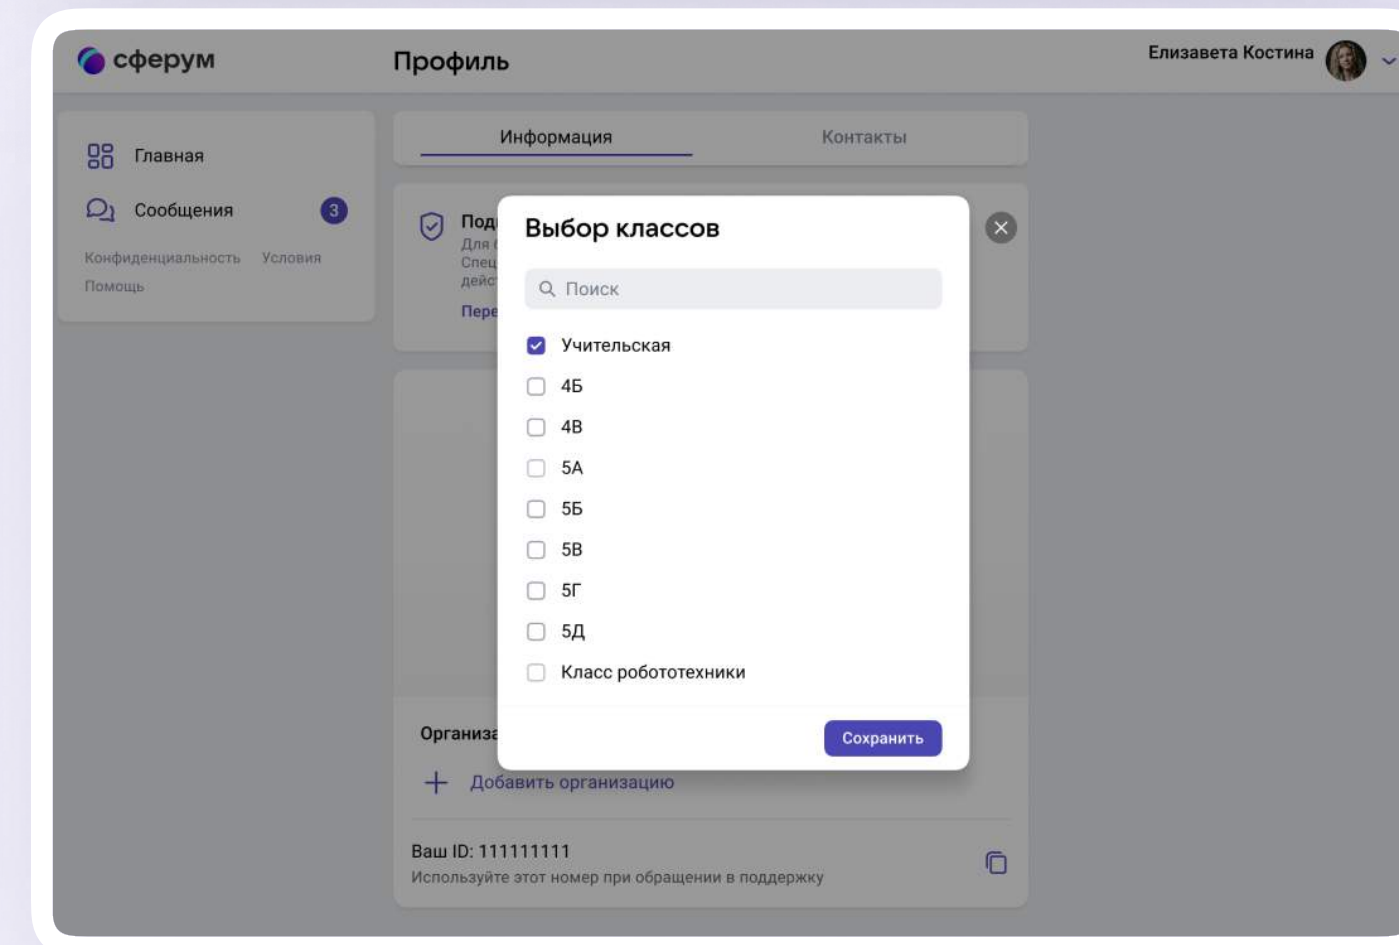 сферум
Профиль
Елизавета Костина
Главная
Сообщения
3
Конфиденциальность Условия
Помощь
Информация
Контакты
Выбор классов
Поиск
Учительская
4Б
4В
5А
5Б
5В
5Г
5Д
Класс робототехники
Сохранить
Добавить организацию
Ваш ID: 111111111
Используйте этот номер при обращении в поддержку